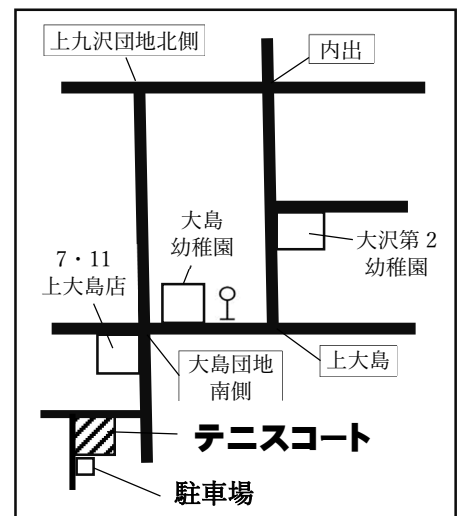 上九沢団地北側
内出
大島
幼稚園
大沢第2
幼稚園
7・11
上大島店
大島団地
南側
上大島
テニスコート
駐車場